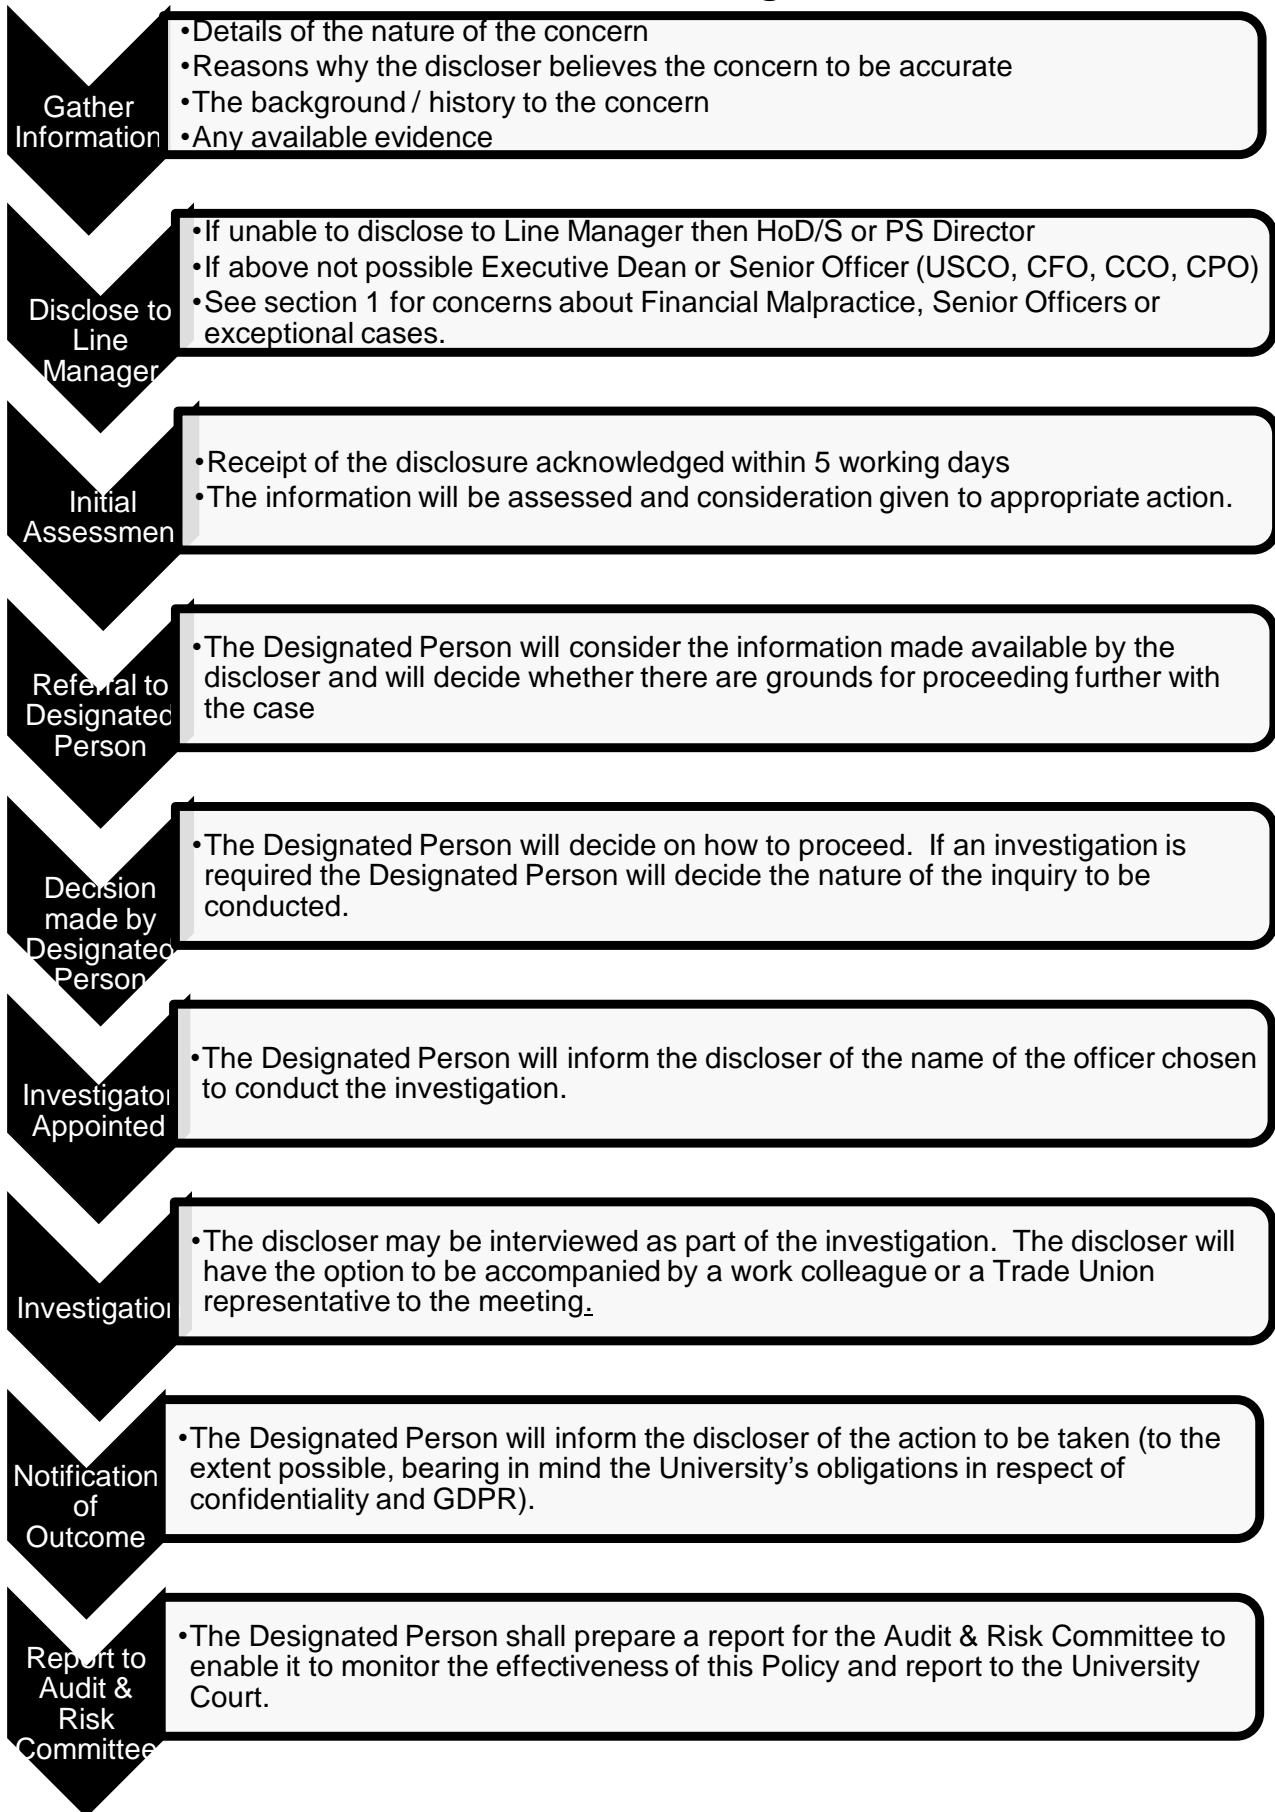 Gather
Information
•Details of the nature of the concern
•Reasons why the discloser believes the concern to be accurate
•The background / history to the concern
•Any available evidence
Disclose to
Line
Manager
•If unable to disclose to Line Manager then HoD/S or PS Director
•If above not possible Executive Dean or Senior Officer (USCO, CFO, CCO, CPO)
•See section 1 for concerns about Financial Malpractice, Senior Officers or
exceptional cases.
Initial
Assessmen
•Receipt of the disclosure acknowledged within 5 working days
•The information will be assessed and consideration given to appropriate action.
Referral to
Designated
Person
•The Designated Person will consider the information made available by the
discloser and will decide whether there are grounds for proceeding further with
the case
Decision
made by
Designated
Person
•The Designated Person will decide on how to proceed.  If an investigation is
required the Designated Person will decide the nature of the inquiry to be
conducted.
Investigator
Appointed
•The Designated Person will inform the discloser of the name of the officer chosen
to conduct the investigation.
Investigation
•The discloser may be interviewed as part of the investigation.  The discloser will
have the option to be accompanied by a work colleague or a Trade Union
representative to the meeting.
Notification
of
Outcome
•The Designated Person will inform the discloser of the action to be taken (to the
extent possible, bearing in mind the University’s obligations in respect of
confidentiality and GDPR).
Report to
Audit &
Risk
Committee
•The Designated Person shall prepare a report for the Audit & Risk Committee to
enable it to monitor the effectiveness of this Policy and report to the University
Court.